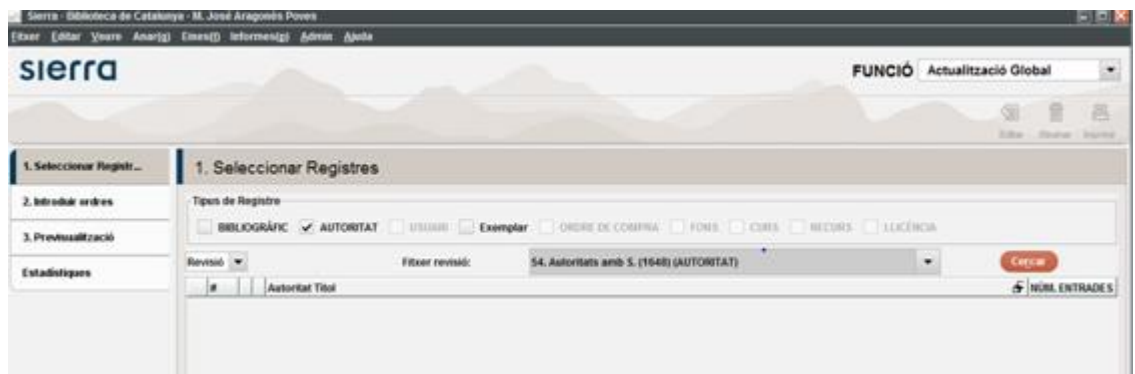 Sierra · Biblioteca de Catalunya · M. José Aragonés Poves
Fitxer Editar Veure Anar(g) Eines(t) Informes(p) Admin Ajuda
sierra
FUNCIÓ Actualització Global
Editar Eliminar Imprimir
1. Seleccionar Registr...
1. Seleccionar Registres
2. Introduir ordres
Tipus de Registre
BIBLIOGRÀFIC AUTORITAT USUARI Exemplar ORDRE DE COMPRA FONS CURS RECURS LLICÈNCIA
3. Previsualització
Revisió Fitxer revisió: 54. Autoritats amb S. (1648) (AUTORITAT) Cercar
Estadístiques
# Autoritat Títol NÚM. ENTRADES